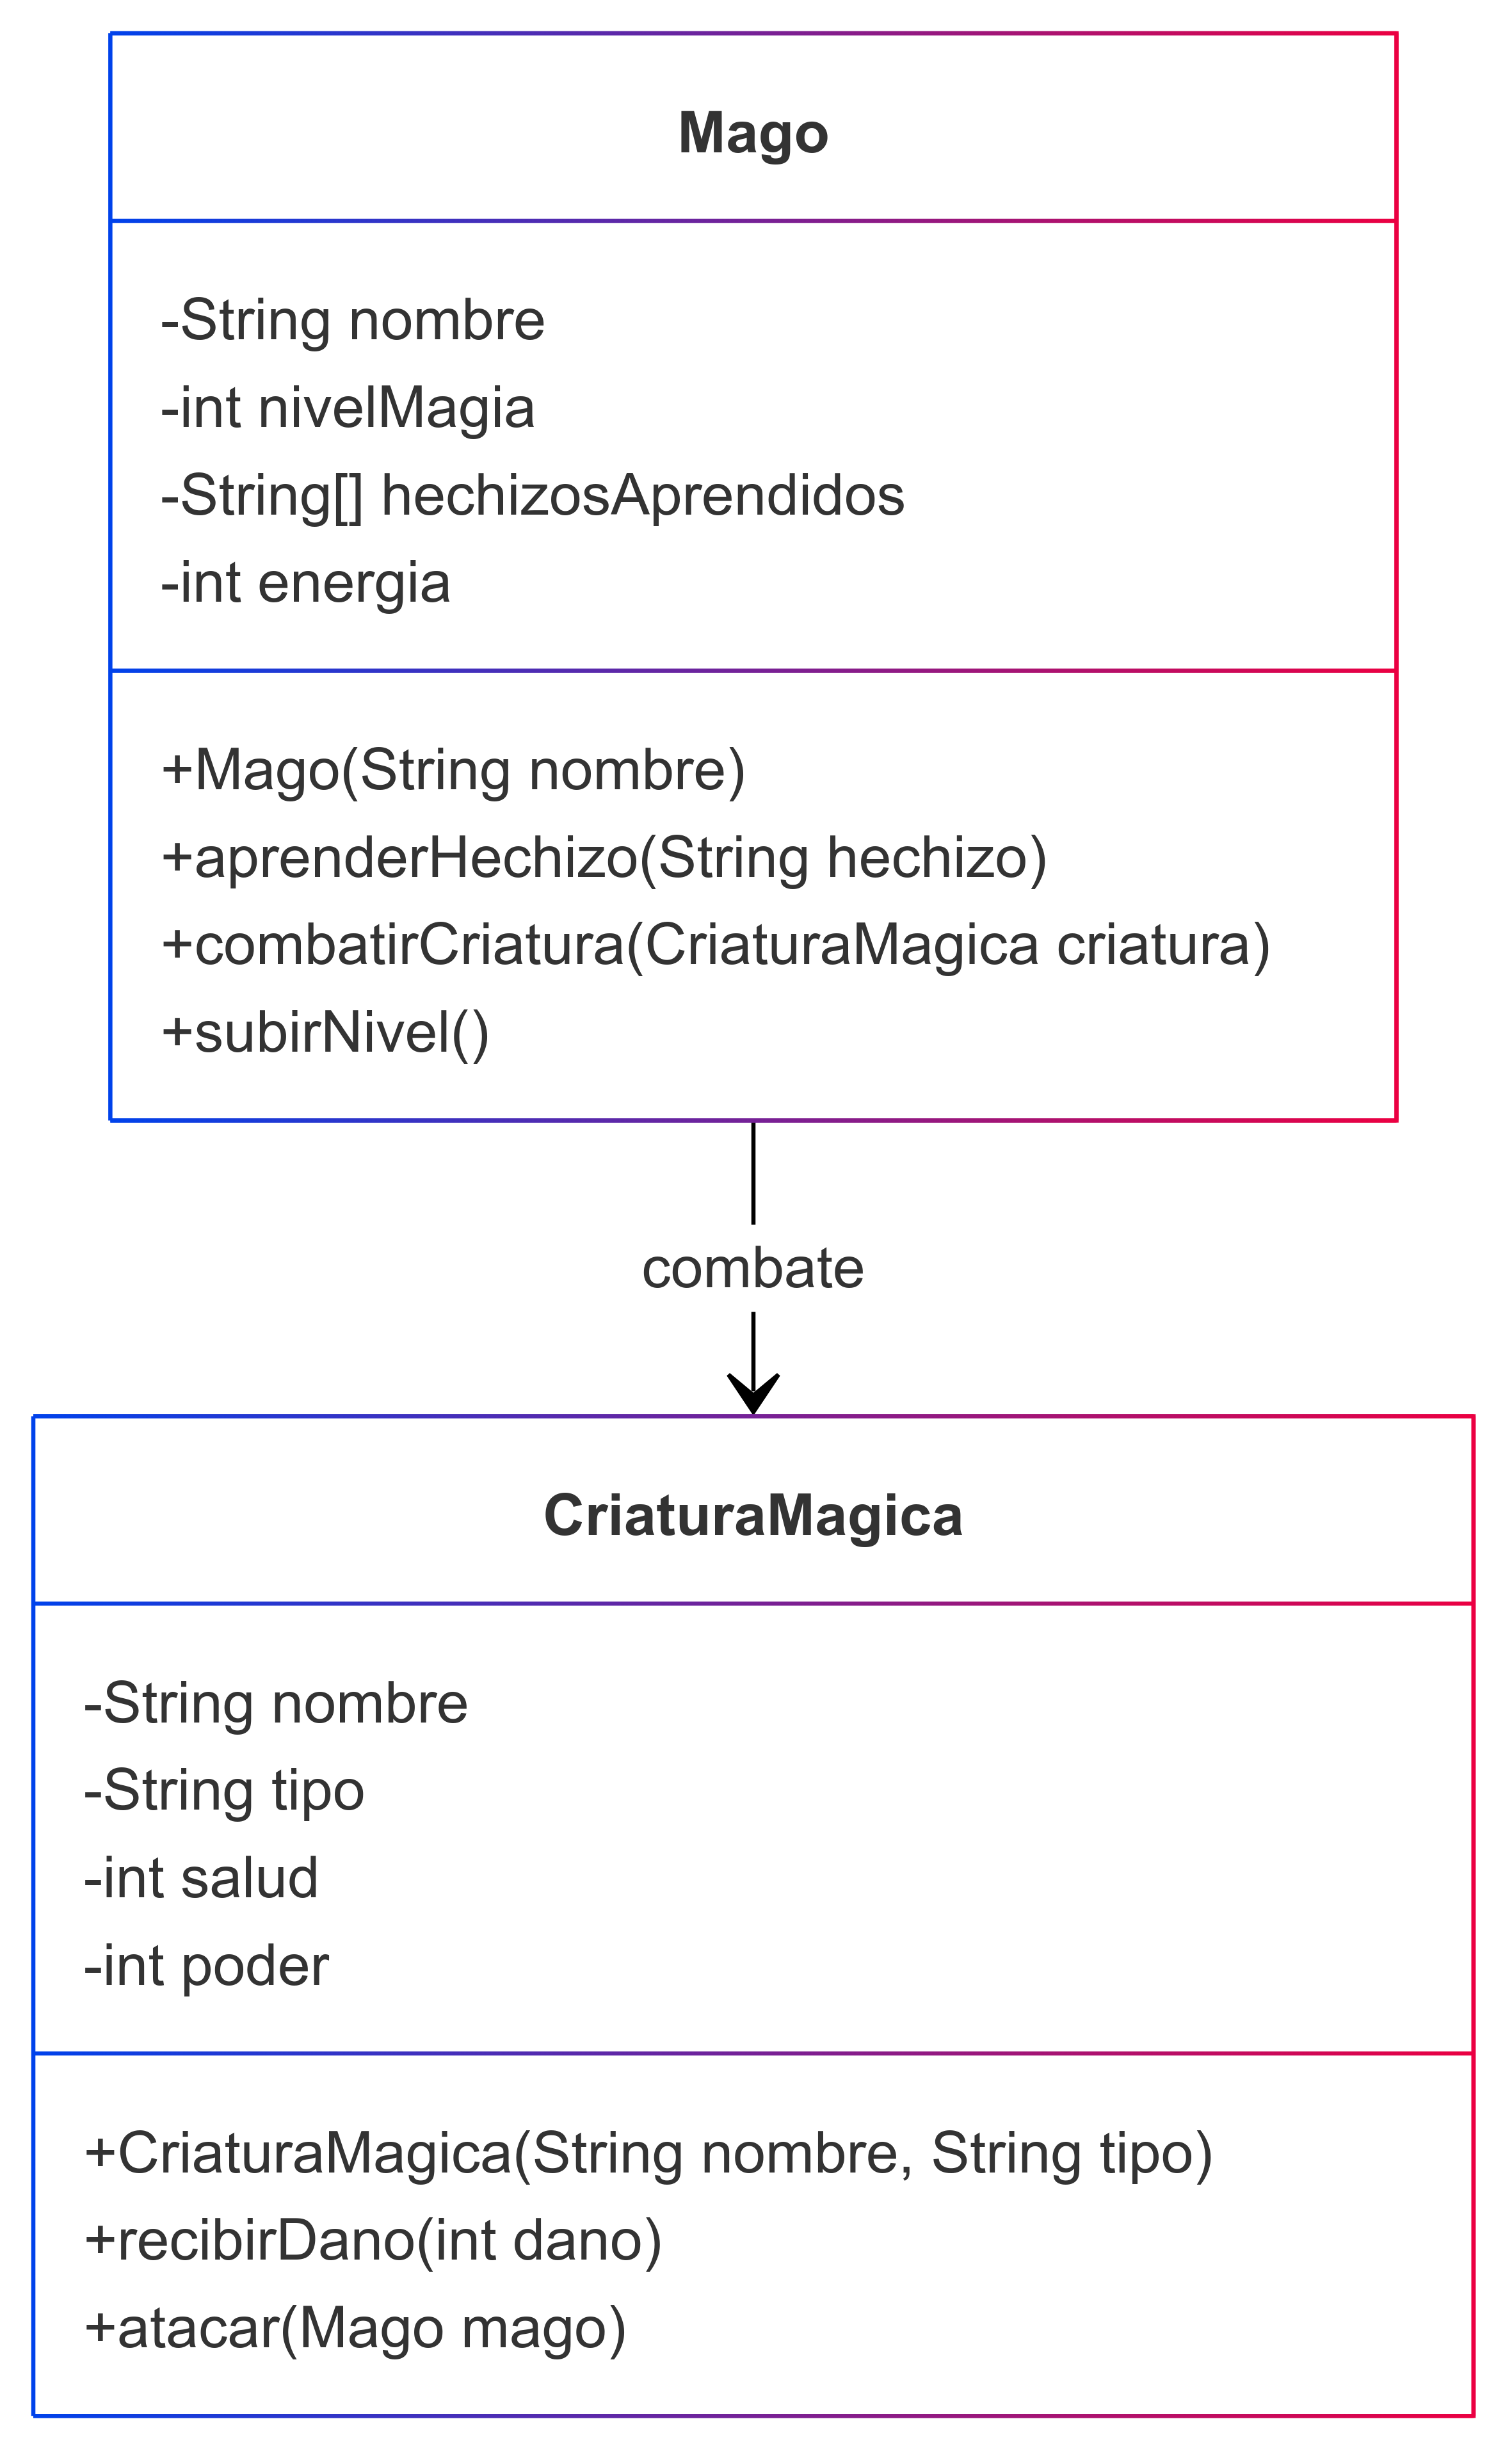 Mago
-String nombre
-int nivelMagia
-String[] hechizosAprendidos
-int energia
+Mago(String nombre)
+aprenderHechizo(String hechizo)
+combatirCriatura(CriaturaMagica criatura)
+subirNivel()
combate
CriaturaMagica
-String nombre
-String tipo
-int salud
-int poder
+CriaturaMagica(String nombre, String tipo)
+recibirDano(int dano)
+atacar(Mago mago)